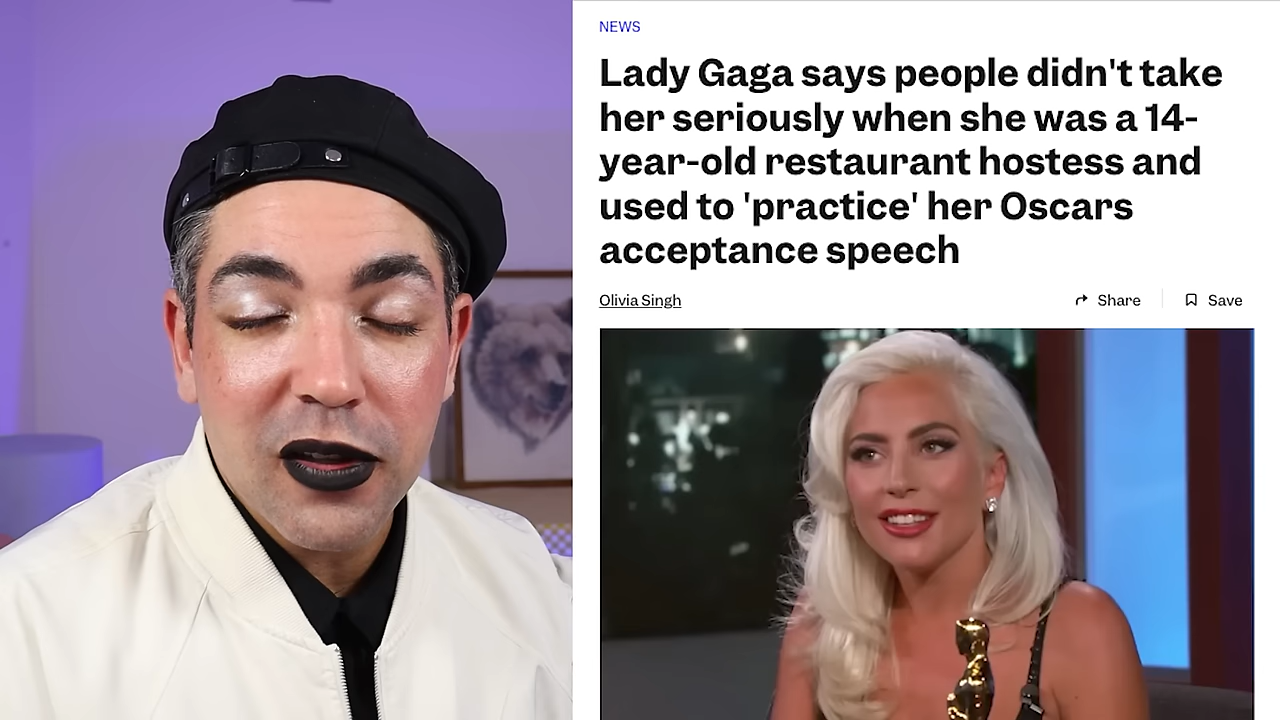 NEWS
Lady Gaga says people didn't take
her seriously when she was a 14-
year-old restaurant hostess and
used to 'practice' her Oscars
acceptance speech
Olivia Singh
Share
Save